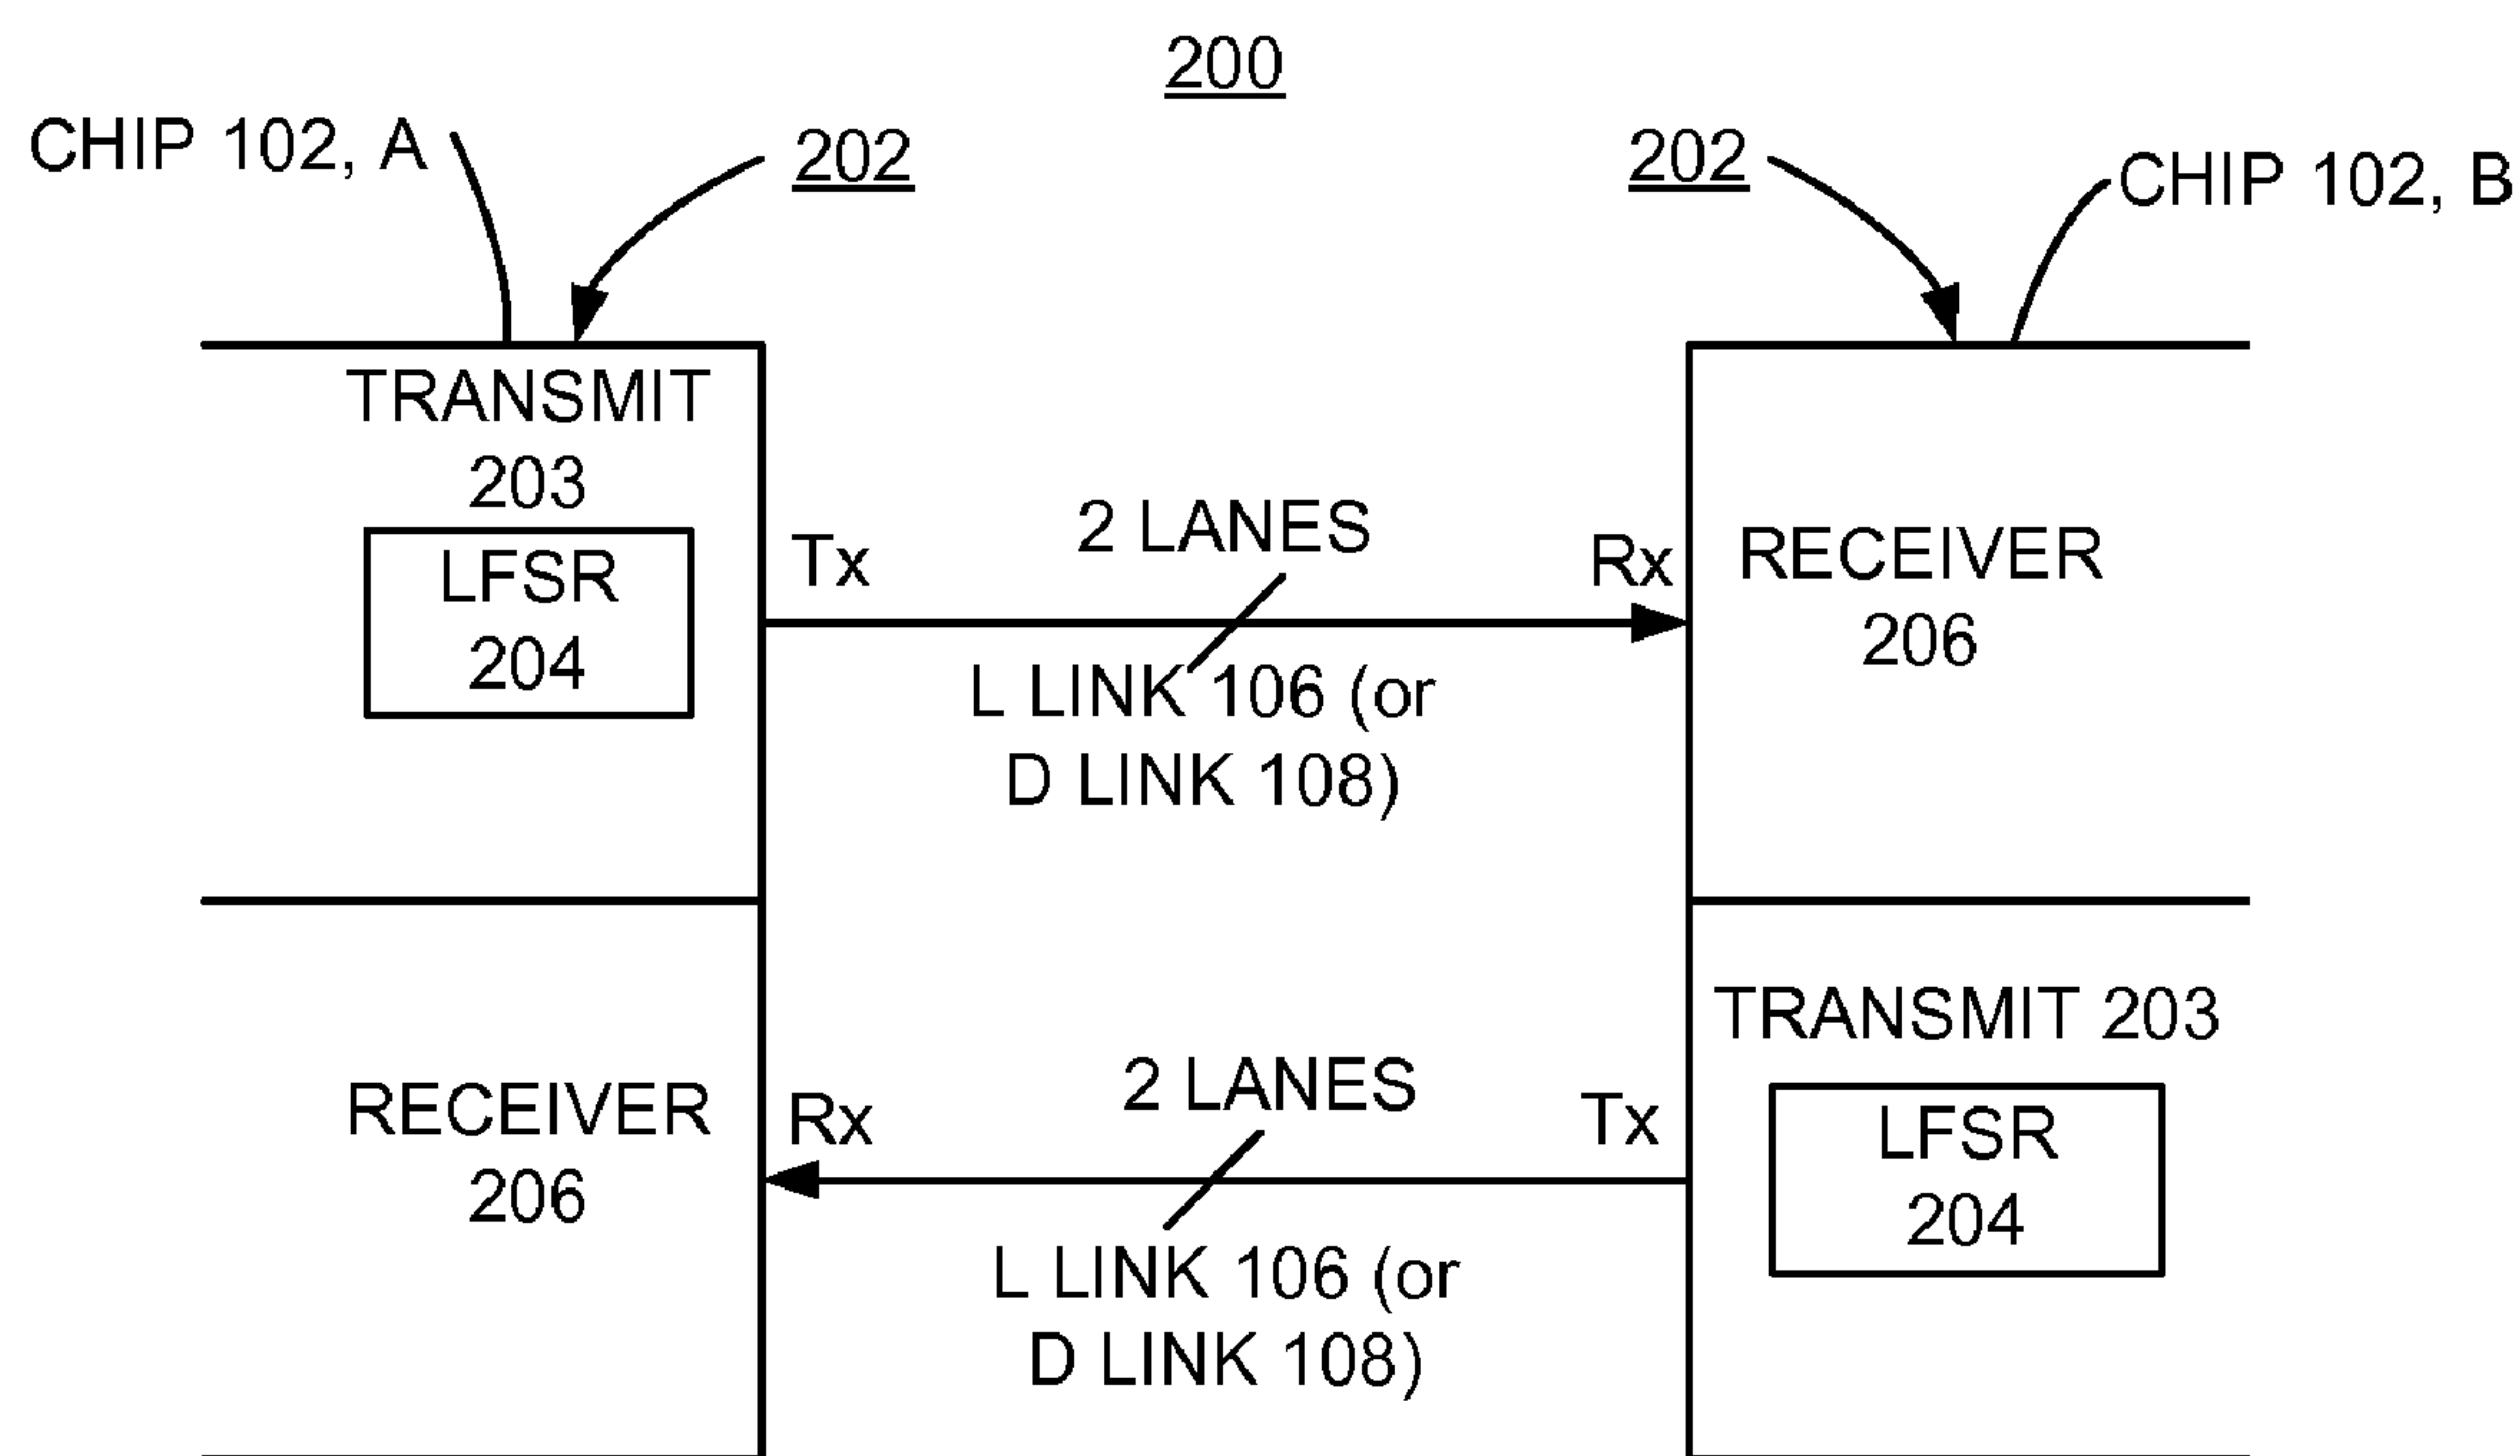 200
CHIP 102, A
202
202
CHIP 102, B
TRANSMIT
203
LFSR
204
Tx
2 LANES
Rx
L LINK 106 (or
D LINK 108)
RECEIVER
206
RECEIVER
206
Rx
2 LANES
Tx
L LINK 106 (or
D LINK 108)
TRANSMIT 203
LFSR
204